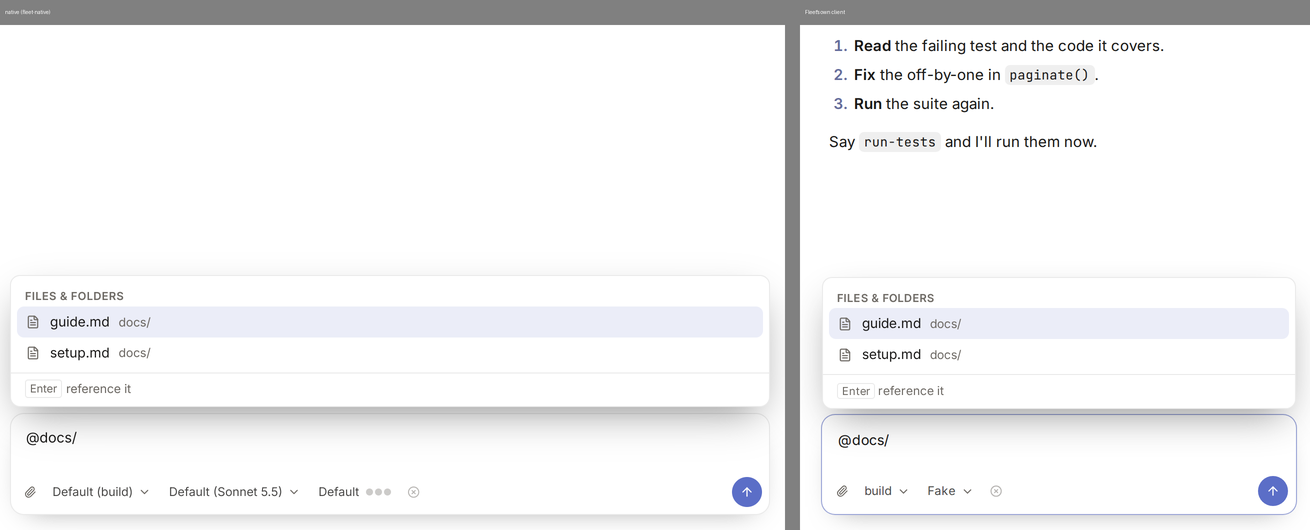 native (fleet-native)
FILES & FOLDERS
guide.md docs/
setup.md docs/
Enter reference it
@docs/
Default (build) Default (Sonnet 5.5) Default
Fleet's own client
1. Read the failing test and the code it covers.
2. Fix the off-by-one in paginate().
3. Run the suite again.
Say run-tests and I'll run them now.
FILES & FOLDERS
guide.md docs/
setup.md docs/
Enter reference it
@docs/
build Fake